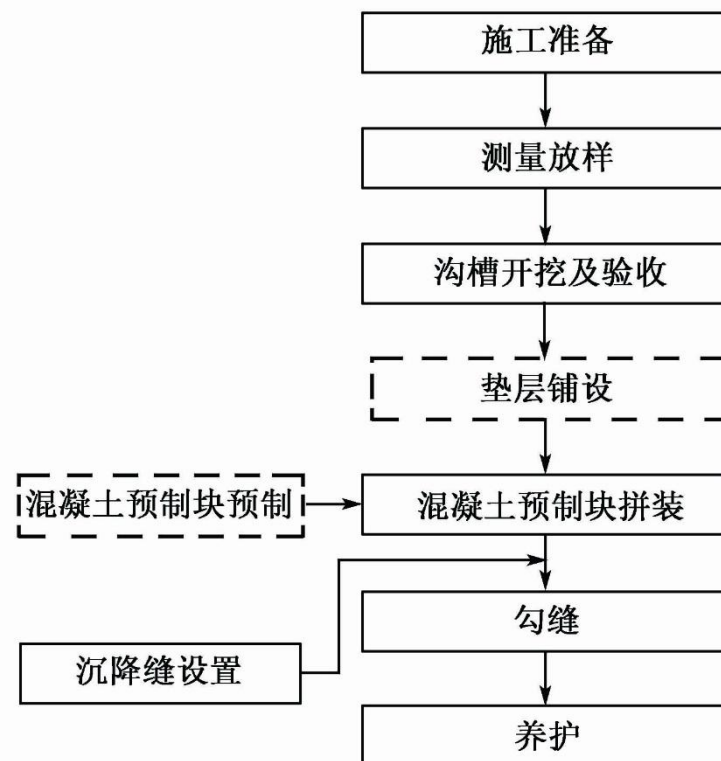 施工准备
测量放样
沟槽开挖及验收
垫层铺设
混凝土预制块预制
混凝土预制块拼装
勾缝
沉降缝设置
养护